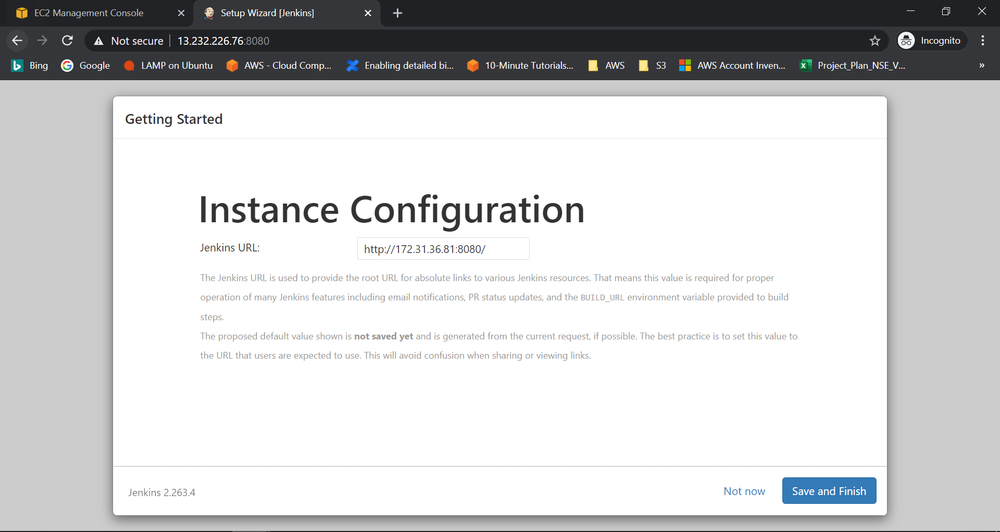 EC2 Management Console
Setup Wizard [Jenkins]
Not secure 13.232.226.76:8080
Incognito
Bing Google LAMP on Ubuntu AWS - Cloud Comp... Enabling detailed bi... 10-Minute Tutorials... AWS S3 AWS Account Inven... Project_Plan_NSE_V... »
Getting Started
Instance Configuration
Jenkins URL: http://172.31.36.81:8080/
The Jenkins URL is used to provide the root URL for absolute links to various Jenkins resources. That means this value is required for proper
operation of many Jenkins features including email notifications, PR status updates, and the BUILD_URL environment variable provided to build
steps.
The proposed default value shown is not saved yet and is generated from the current request, if possible. The best practice is to set this value to
the URL that users are expected to use. This will avoid confusion when sharing or viewing links.
Jenkins 2.263.4
Not now
Save and Finish